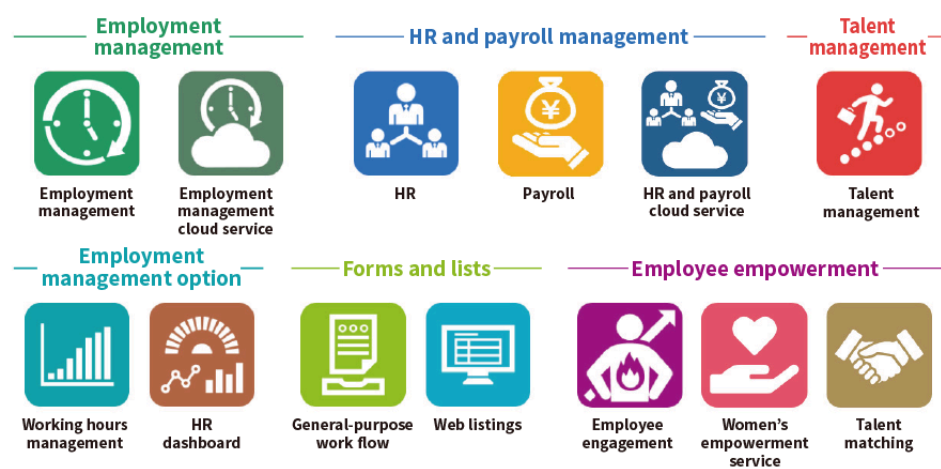 Employment
management
HR and payroll management
Talent
management
¥
¥
Employment
management
Employment
management
cloud service
HR
Payroll
HR and payroll
cloud service
Talent
management
Employment
management option
Forms and lists
Employee empowerment
Working hours
management
HR
dashboard
General-purpose
work flow
Web listings
Employee
engagement
Women’s
empowerment
service
Talent
matching